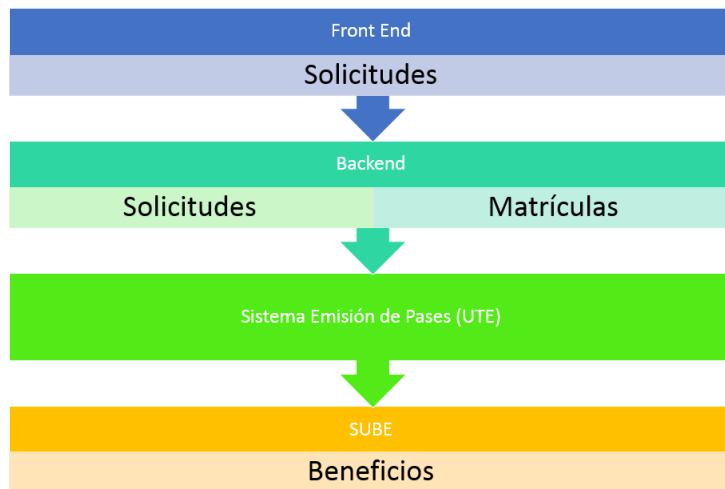 Front End
Solicitudes
Backend
Solicitudes Matrículas
Sistema Emisión de Pases (UTE)
SUBE
Beneficios